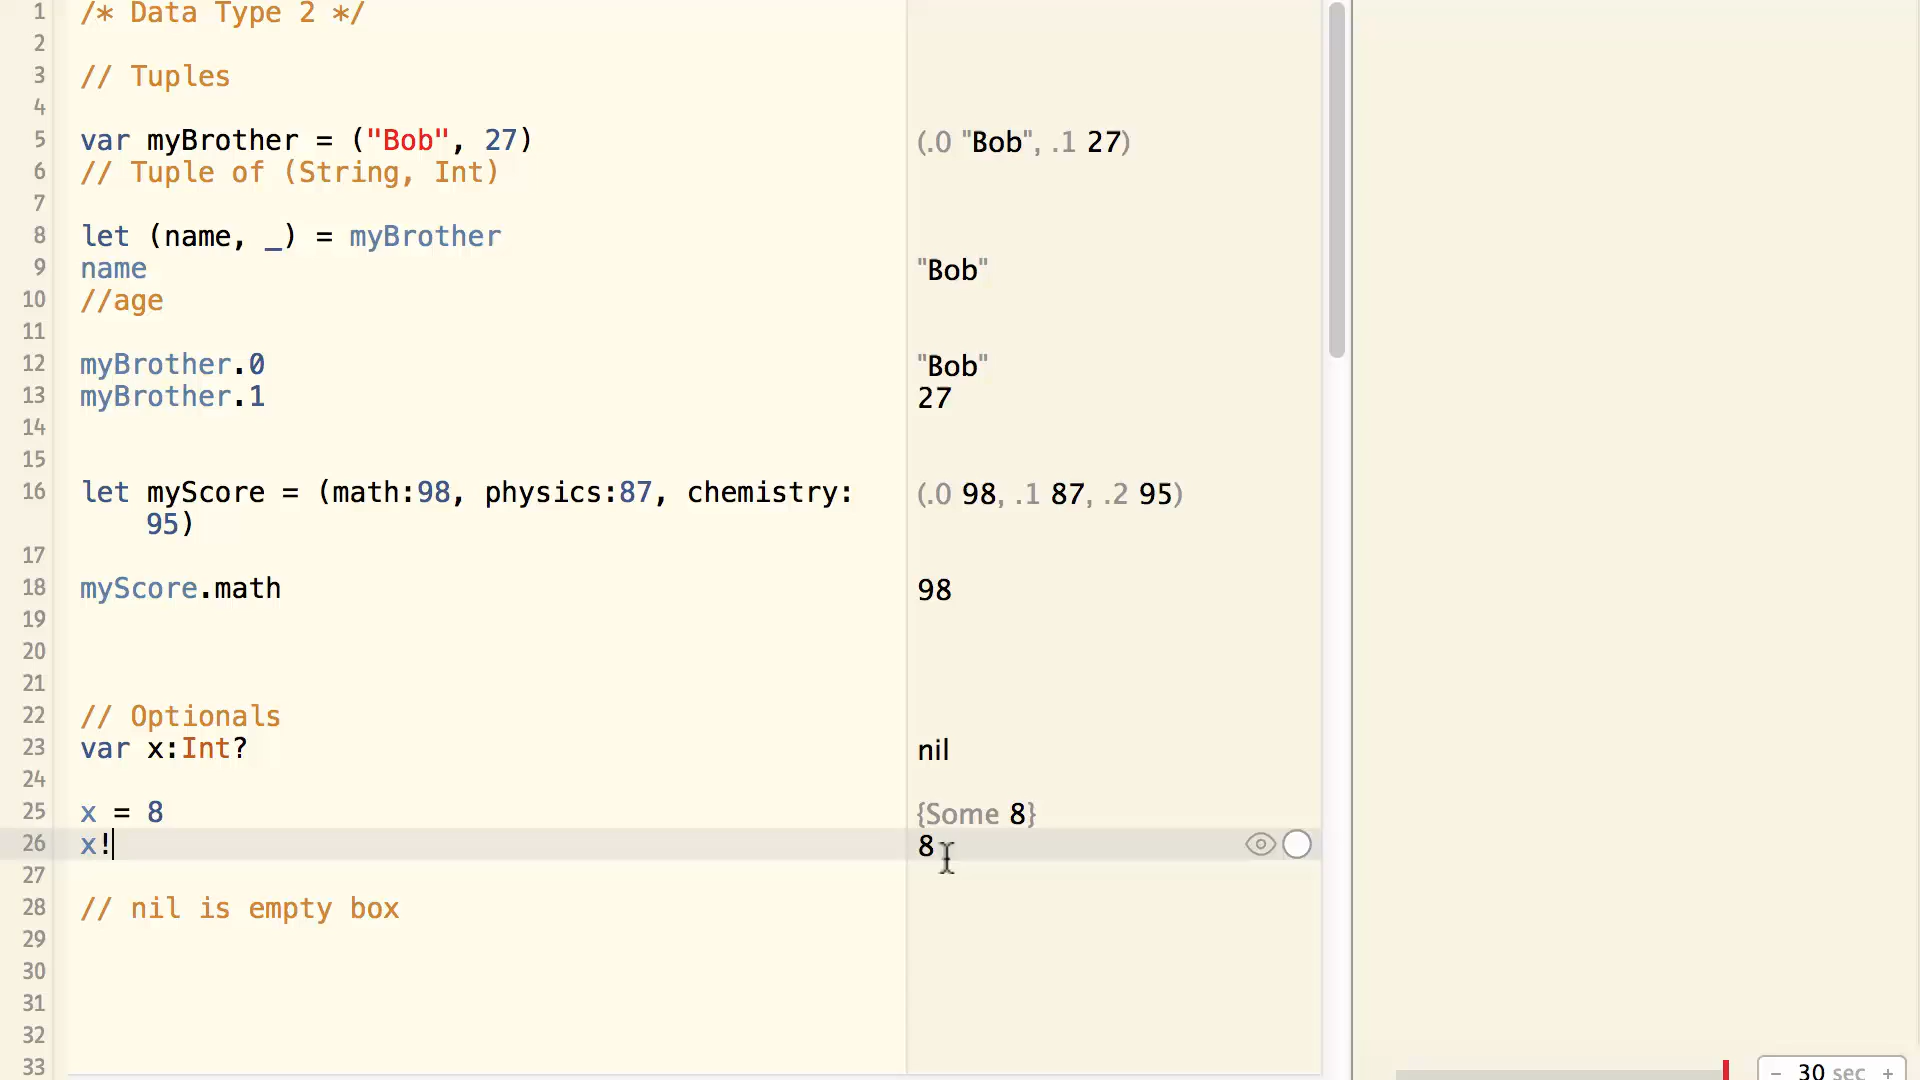 1 /* Data Type 2 */
2
3 // Tuples
4
5 var myBrother = ("Bob", 27) (.0 "Bob", .1 27)
6 // Tuple of (String, Int)
7
8 let (name, _) = myBrother
9 name "Bob"
10 //age
11
12 myBrother.0 "Bob"
13 myBrother.1 27
14
15
16 let myScore = (math:98, physics:87, chemistry: (.0 98, .1 87, .2 95)
95)
17
18 myScore.math 98
19
20
21
22 // Optionals
23 var x:Int? nil
24
25 x = 8 {Some 8}
26 x! 8
27
28 // nil is empty box
29
30
31
32
33
− 30 sec +